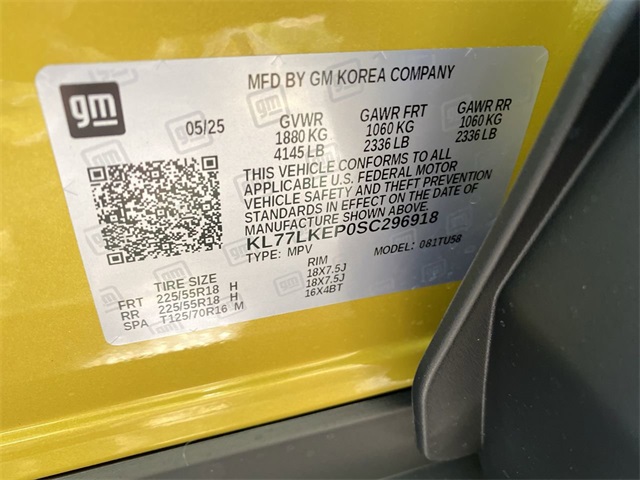 gm
MFD BY GM KOREA COMPANY
05/25
GVWR GAWR FRT GAWR RR
1880 KG 1060 KG 1060 KG
4145 LB 2336 LB 2336 LB
THIS VEHICLE CONFORMS TO ALL
APPLICABLE U.S. FEDERAL MOTOR
VEHICLE SAFETY AND THEFT PREVENTION
STANDARDS IN EFFECT ON THE DATE OF
MANUFACTURE SHOWN ABOVE.
KL77LKEP0SC296918
TYPE: MPV MODEL: 081TU58
TIRE SIZE RIM
FRT 225/55R18 H 18X7.5J
RR 225/55R18 H 18X7.5J
SPA T125/70R16 M 16X4BT